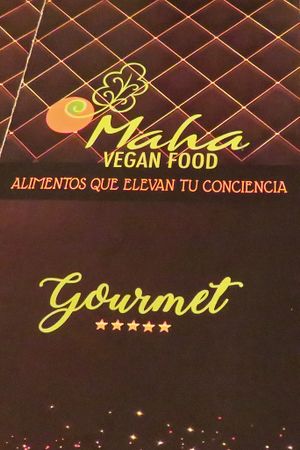 Maha
VEGAN FOOD
ALIMENTOS QUE ELEVAN TU CONCIENCIA
Gourmet